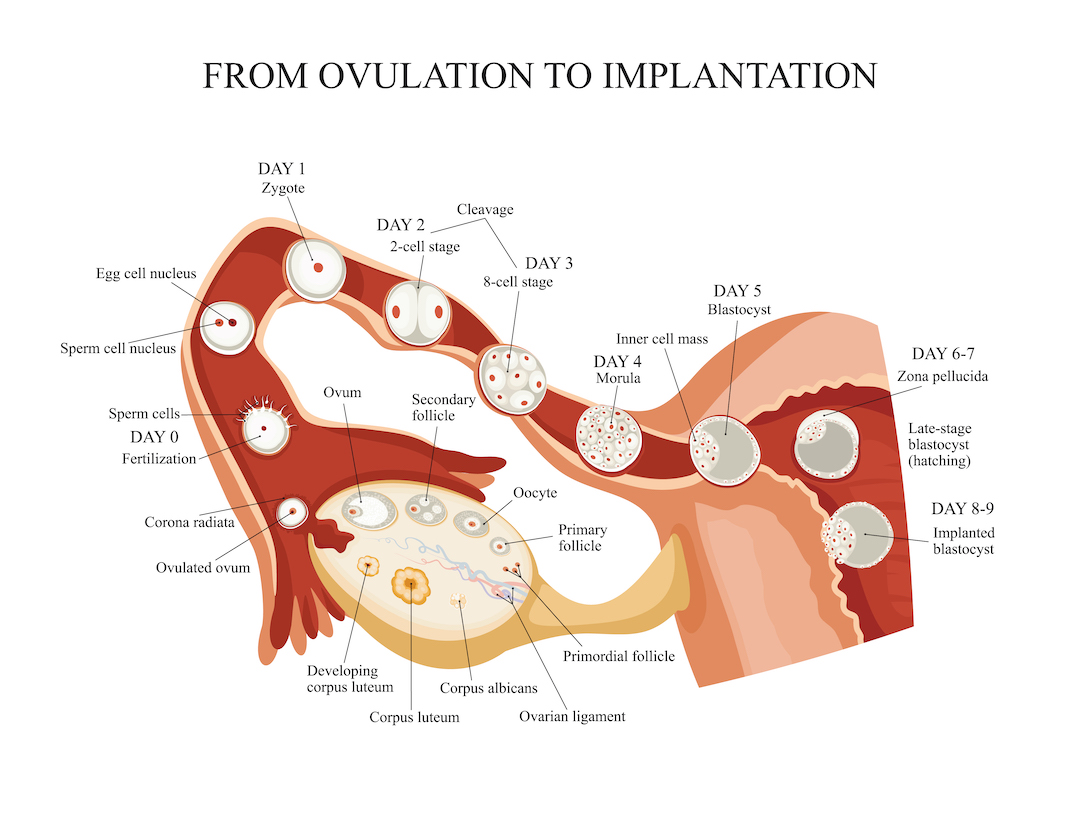 FROM OVULATION TO IMPLANTATION
DAY 1
Zygote
Cleavage
DAY 2
2-cell stage
DAY 3
8-cell stage
Egg cell nucleus
Sperm cell nucleus
DAY 5
Blastocyst
Inner cell mass
DAY 4
Morula
DAY 6-7
Zona pellucida
Late-stage
blastocyst
(hatching)
DAY 8-9
Implanted
blastocyst
Sperm cells
DAY 0
Fertilization
Ovum
Secondary
follicle
Oocyte
Primary
follicle
Corona radiata
Ovulated ovum
Developing
corpus luteum
Corpus luteum
Corpus albicans
Ovarian ligament
Primordial follicle